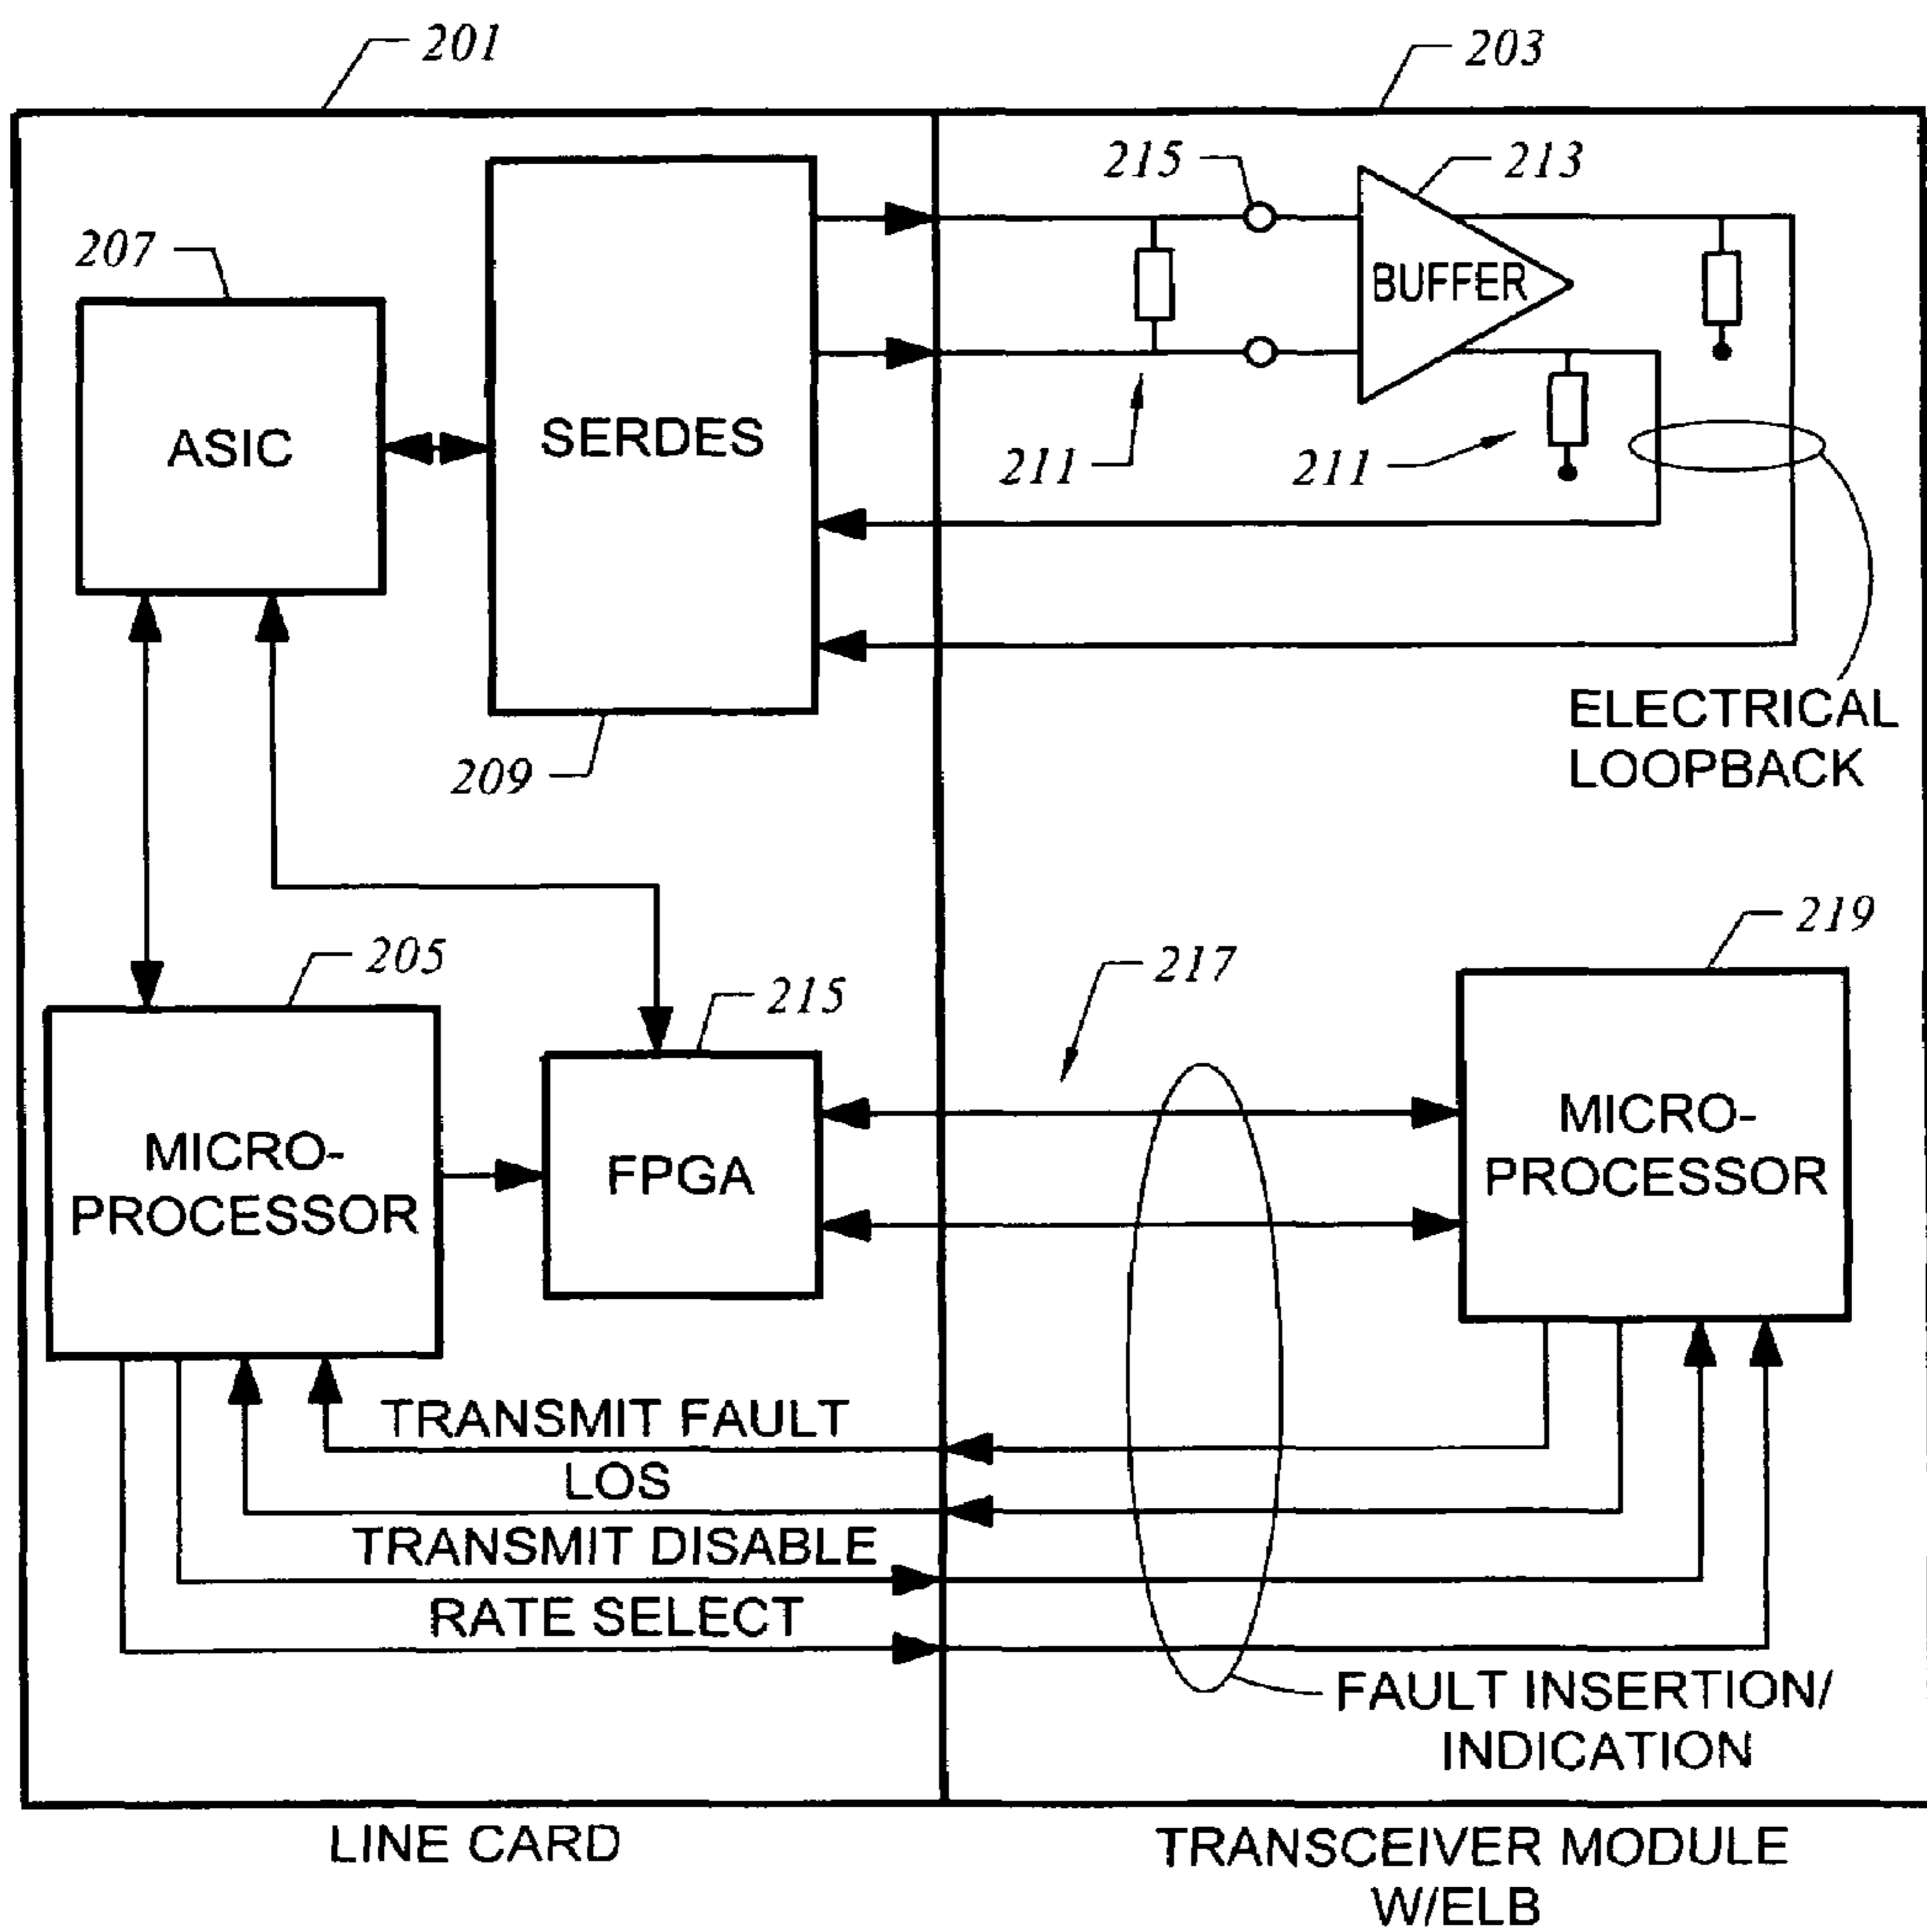 201
203
215
213
207
BUFFER
ASIC
SERDES
211
211
209
ELECTRICAL
LOOPBACK
219
205
217
215
MICRO-
PROCESSOR
FPGA
MICRO-
PROCESSOR
TRANSMIT FAULT
LOS
TRANSMIT DISABLE
RATE SELECT
FAULT INSERTION/
INDICATION
LINE CARD
TRANSCEIVER MODULE
W/ELB